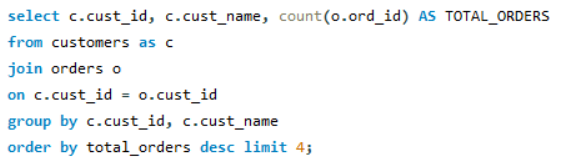 select c.cust_id, c.cust_name, count(o.ord_id) AS TOTAL_ORDERS
from customers as c
join orders o
on c.cust_id = o.cust_id
group by c.cust_id, c.cust_name
order by total_orders desc limit 4;